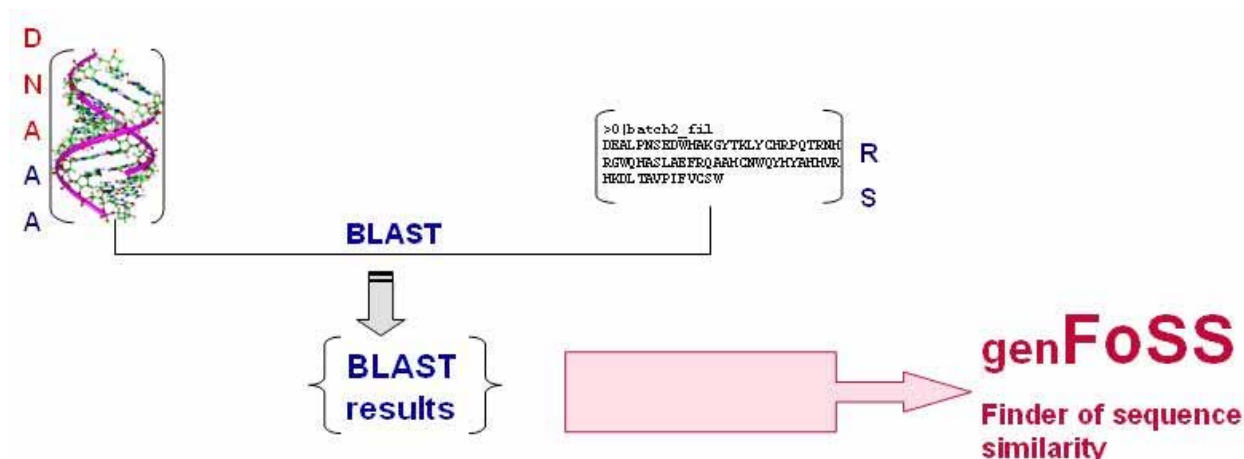 D
N
A
A
A
>0|batch2_fil
DEALPNSEDWHAKGYTKLYCHRPQTRNH
RGWQHASLAEFRQAAHCNWQYHYAHHVR
HKDLTAVPIFVCSW
R
S
BLAST
BLAST
results
genFoSS
Finder of sequence
similarity